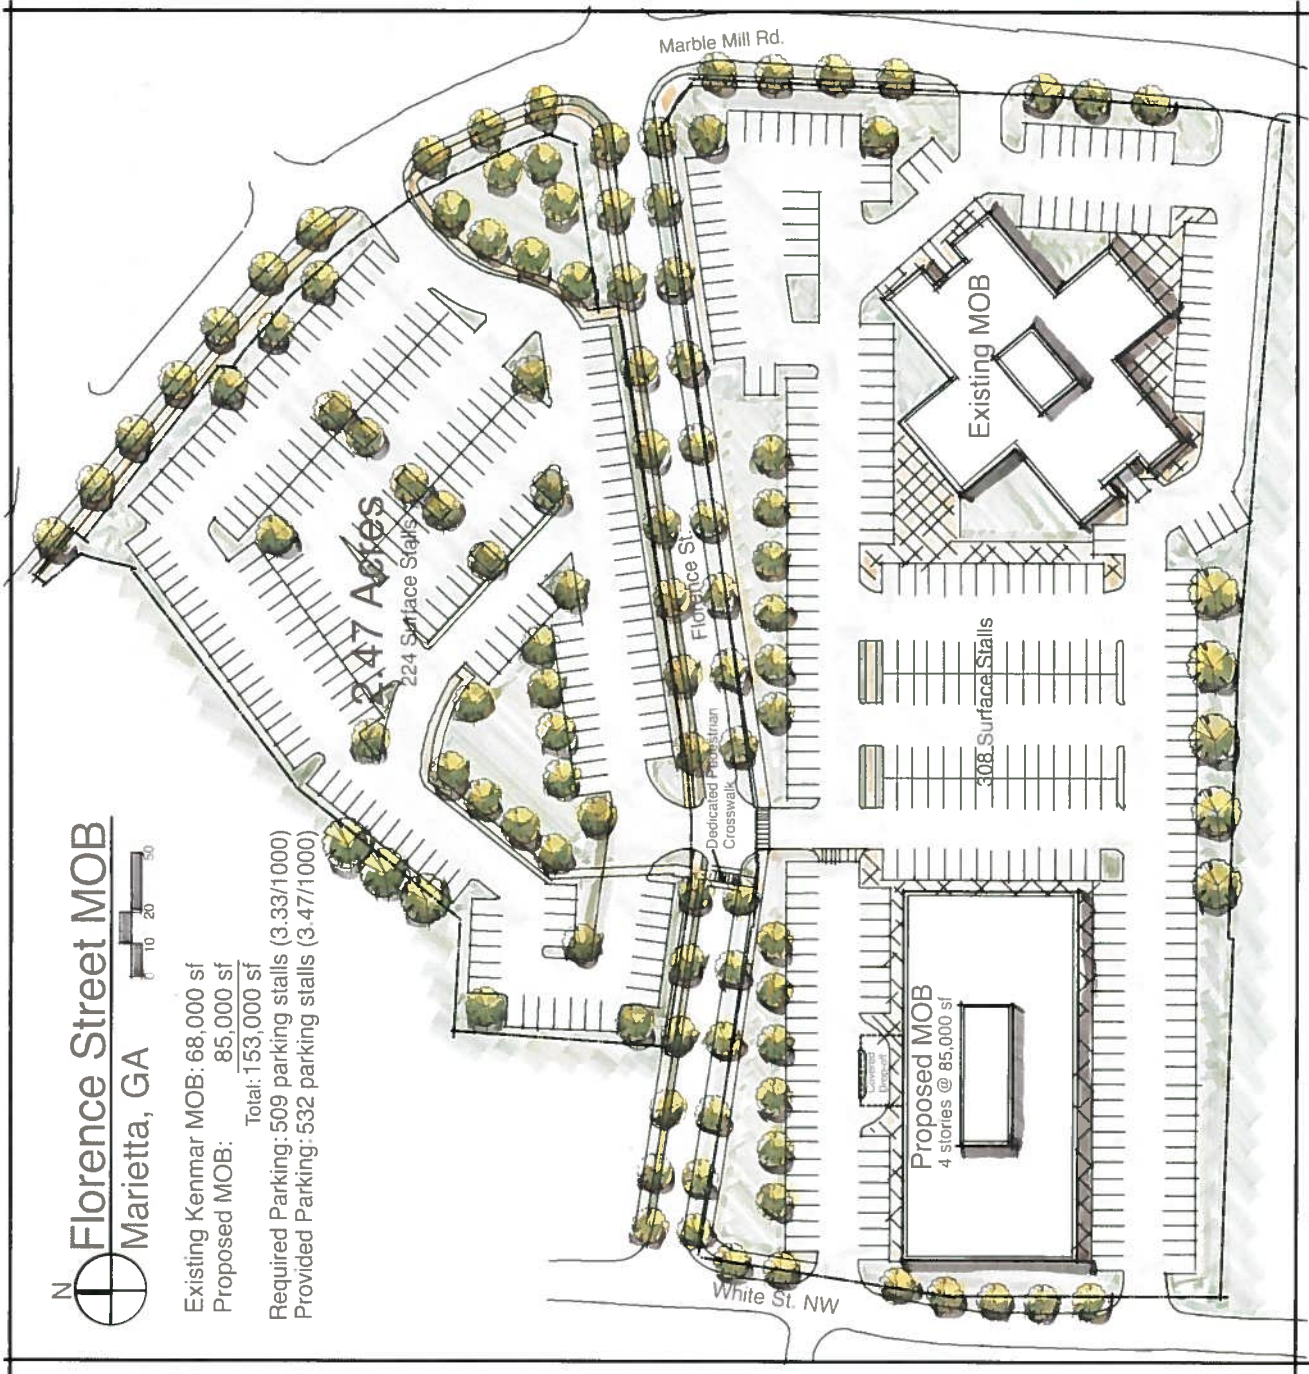 Florence Street MOB
Marietta, GA
N
0 10 20 50
Existing Kenmar MOB: 68,000 sf
Proposed MOB: 85,000 sf
Total: 153,000 sf
Required Parking: 509 parking stalls (3.33/1000)
Provided Parking: 532 parking stalls (3.47/1000)
Marble Mill Rd.
2.47 Acres
224 Surface Stalls
Florence St.
Dedicated Pedestrian
Crosswalk
Existing MOB
308 Surface Stalls
Covered
Drop-off
Proposed MOB
4 stories @ 85,000 sf
White St. NW